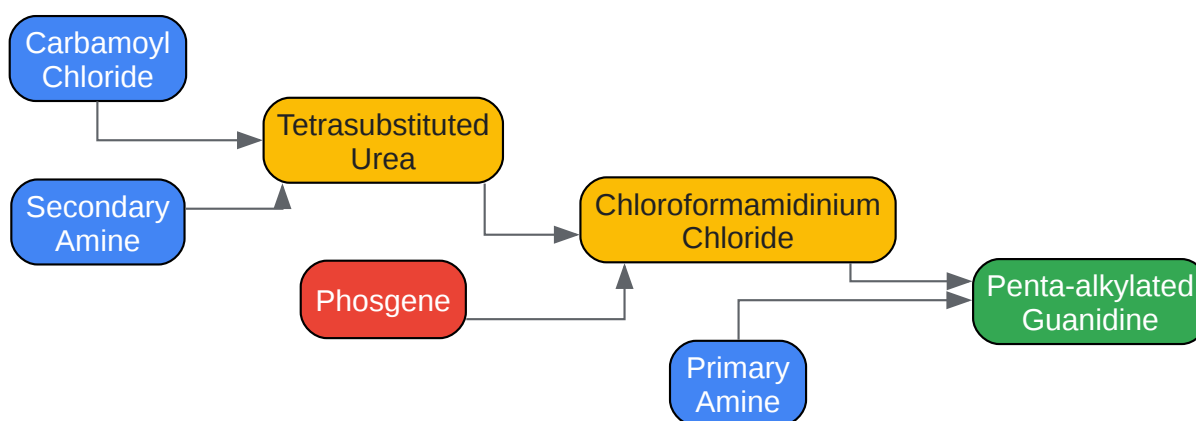 Carbamoyl
Chloride
Tetrasubstituted
Urea
Secondary
Amine
Chloroformamidinium
Chloride
Phosgene
Penta-alkylated
Guanidine
Primary
Amine